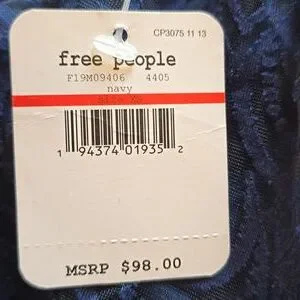 CP3075 11 13
free people
F19M09406 4405
navy
1 94374 01935 2
MSRP $98.00